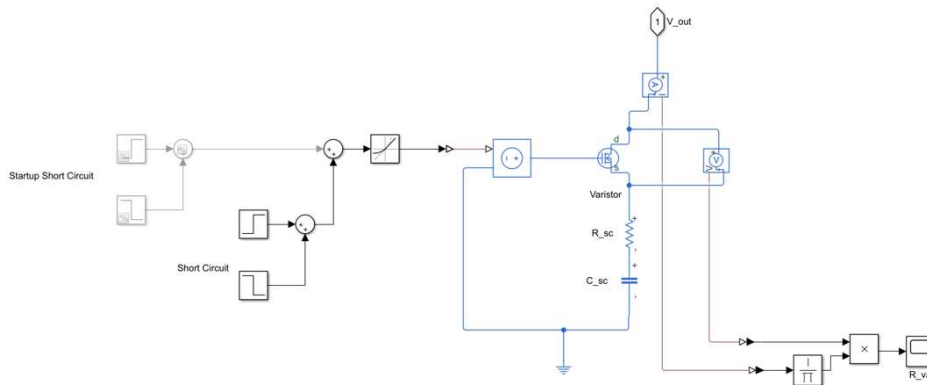 1
V_out
A
d
s
V
Startup Short Circuit
Varistor
R_sc
Short Circuit
C_sc